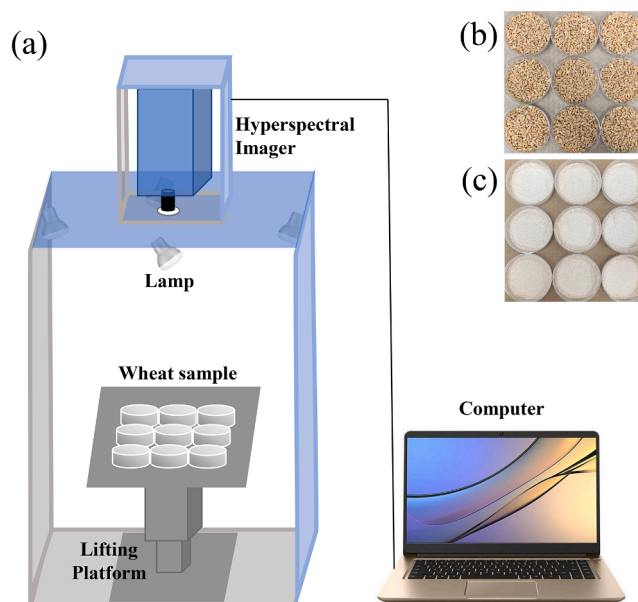 (a)
(b)
Hyperspectral
Imager
(c)
Lamp
Wheat sample
Computer
Lifting
Platform